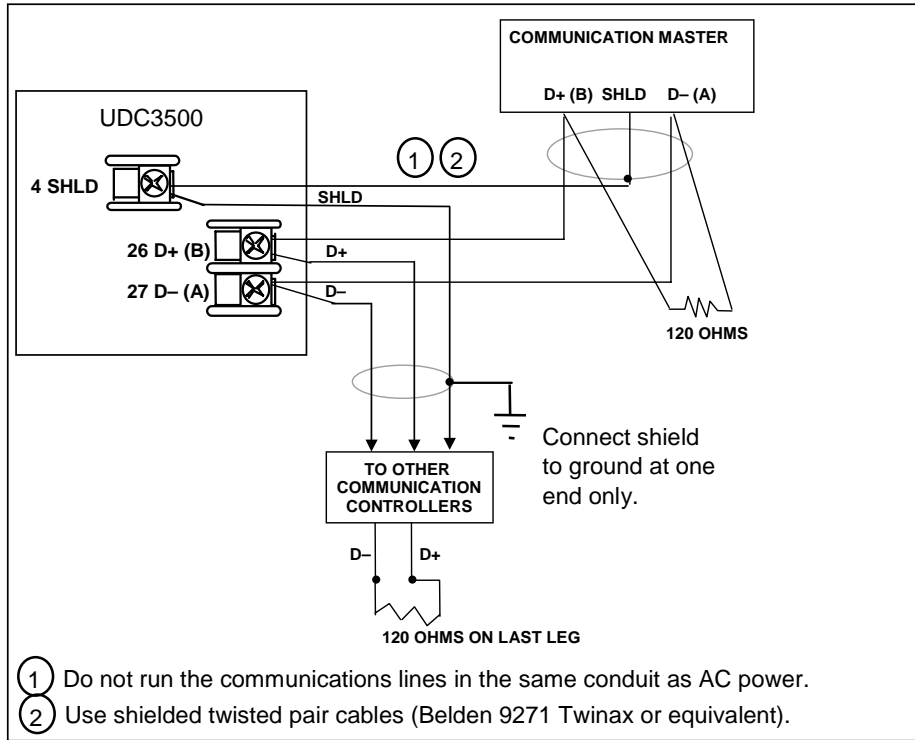 COMMUNICATION MASTER
D+ (B) SHLD D– (A)
UDC3500
1 2
4 SHLD
SHLD
26 D+ (B)
D+
27 D– (A)
D–
120 OHMS
Connect shield
to ground at one
end only.
TO OTHER
COMMUNICATION
CONTROLLERS
D– D+
120 OHMS ON LAST LEG
1 Do not run the communications lines in the same conduit as AC power.
2 Use shielded twisted pair cables (Belden 9271 Twinax or equivalent).